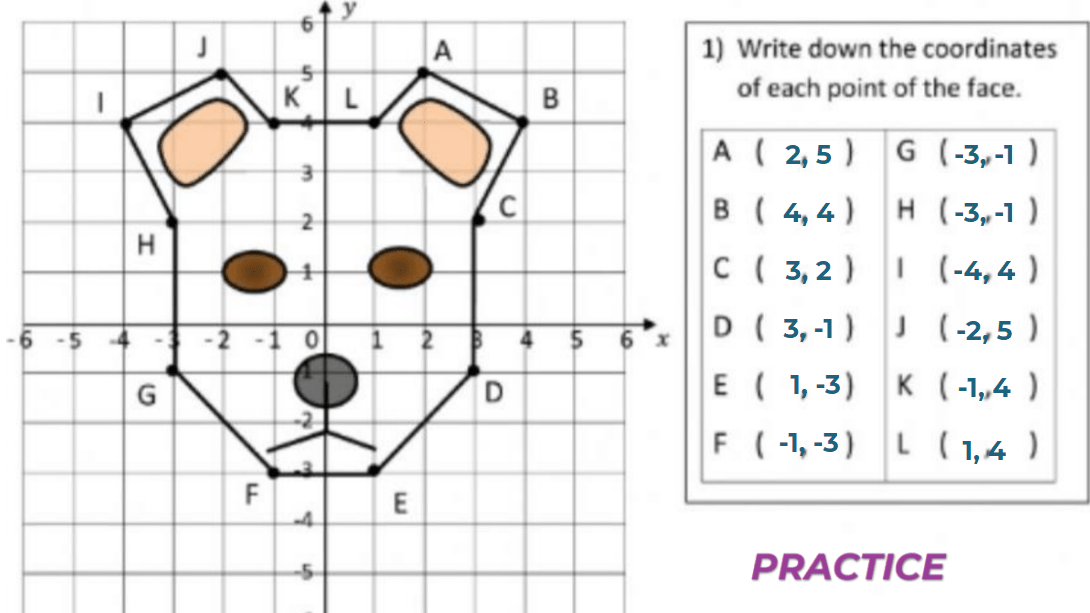 6 y
J
5
A
I
K
L
B
4
3
C
2
H
1
-6 -5 -4 -3 -2 -1 0 1 2 3 4 5 6 x
1
G
D
-2
-3
F
E
-4
-5
1) Write down the coordinates
of each point of the face.
A ( 2, 5 ) G ( -3, -1 )
B ( 4, 4 ) H ( -3, -1 )
C ( 3, 2 ) I ( -4, 4 )
D ( 3, -1 ) J ( -2, 5 )
E ( 1, -3 ) K ( -1, 4 )
F ( -1, -3 ) L ( 1, 4 )
PRACTICE